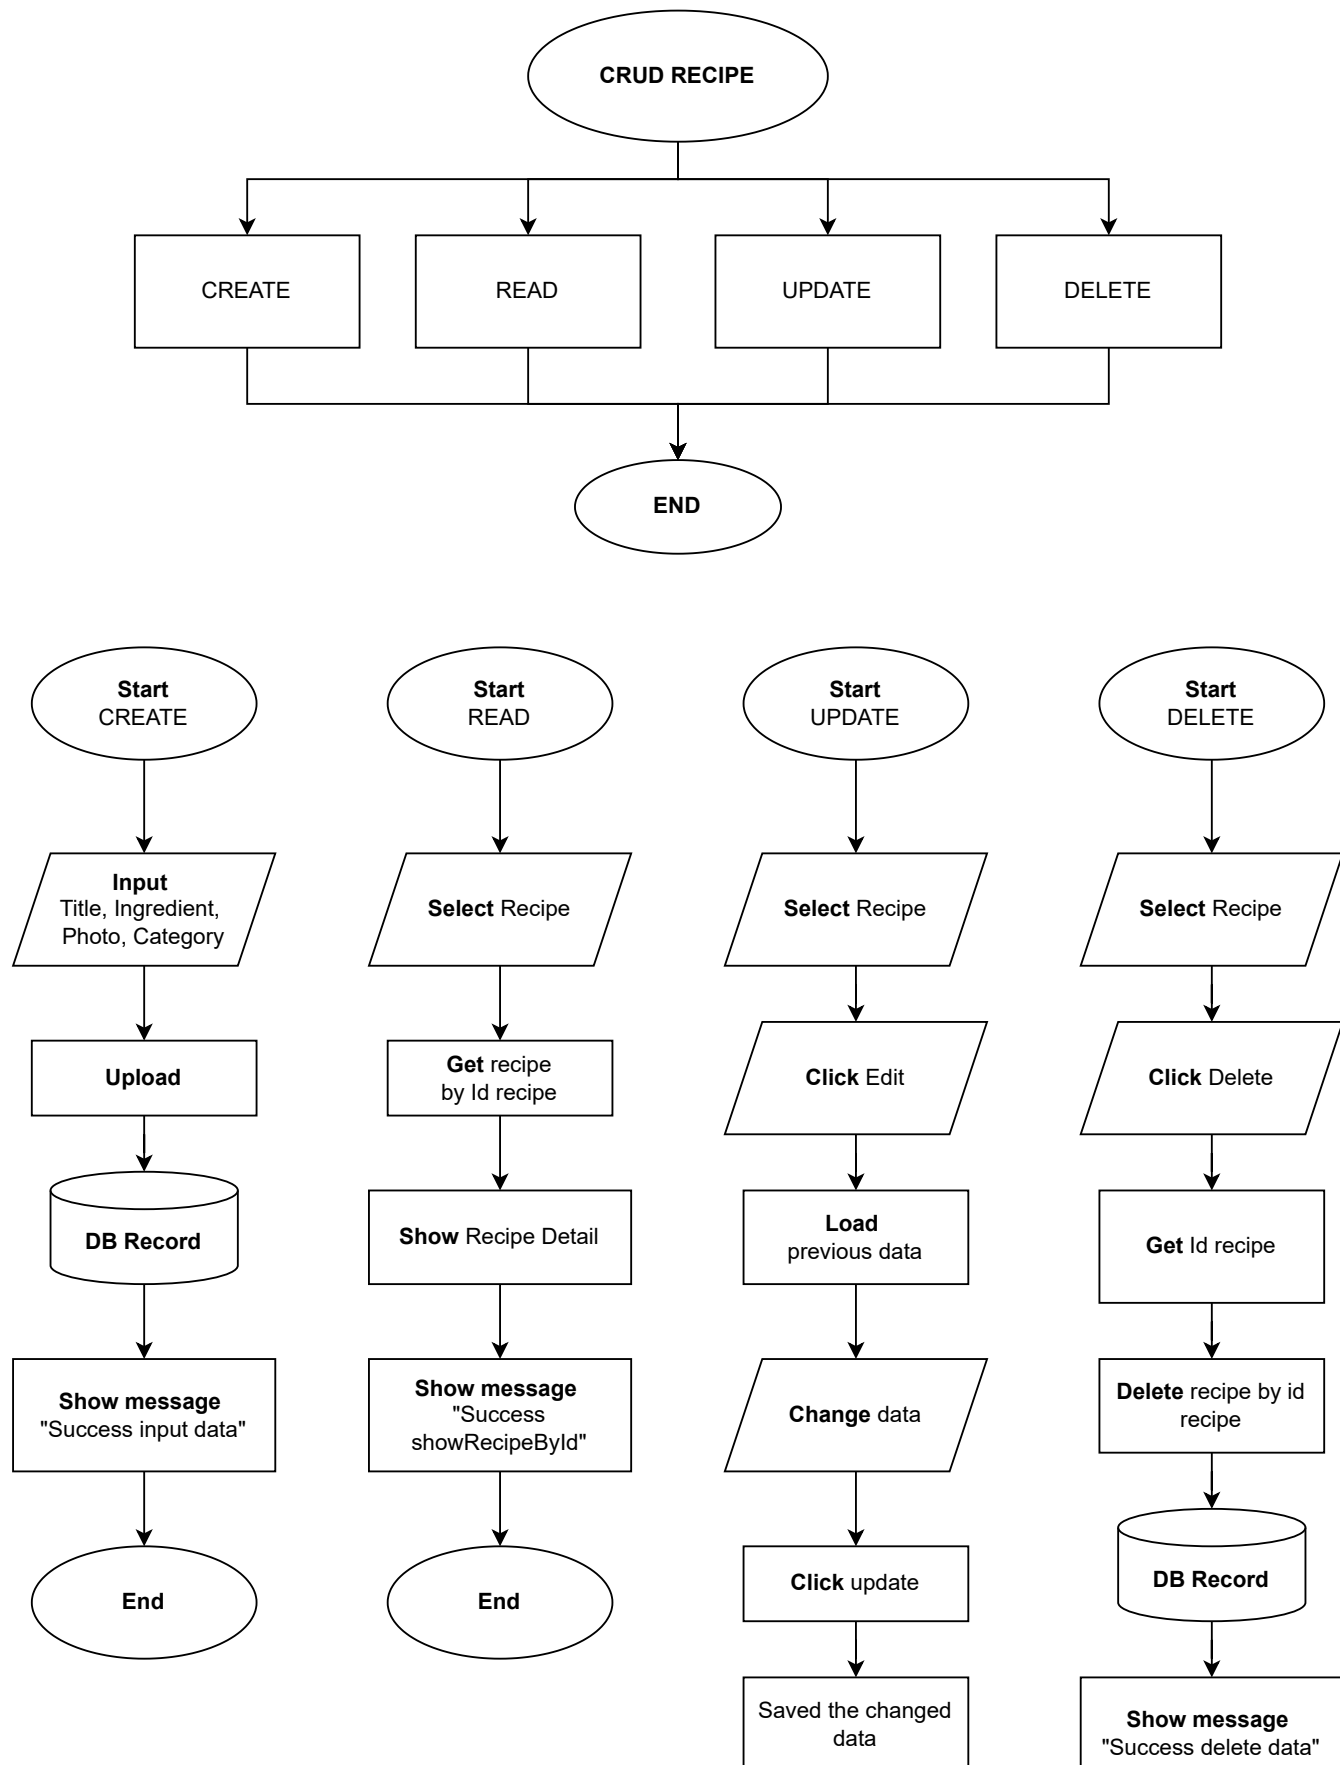 CRUD RECIPE
CREATE
READ
UPDATE
DELETE
END
Start
CREATE
Input
Title, Ingredient,
Photo, Category
Upload
DB Record
Show message
"Success input data"
End
Start
READ
Select Recipe
Get recipe
by Id recipe
Show Recipe Detail
Show message
"Success
showRecipeById"
End
Start
UPDATE
Select Recipe
Click Edit
Load
previous data
Change data
Click update
Saved the changed
data
Start
DELETE
Select Recipe
Click Delete
Get Id recipe
Delete recipe by id
recipe
DB Record
Show message
"Success delete data"